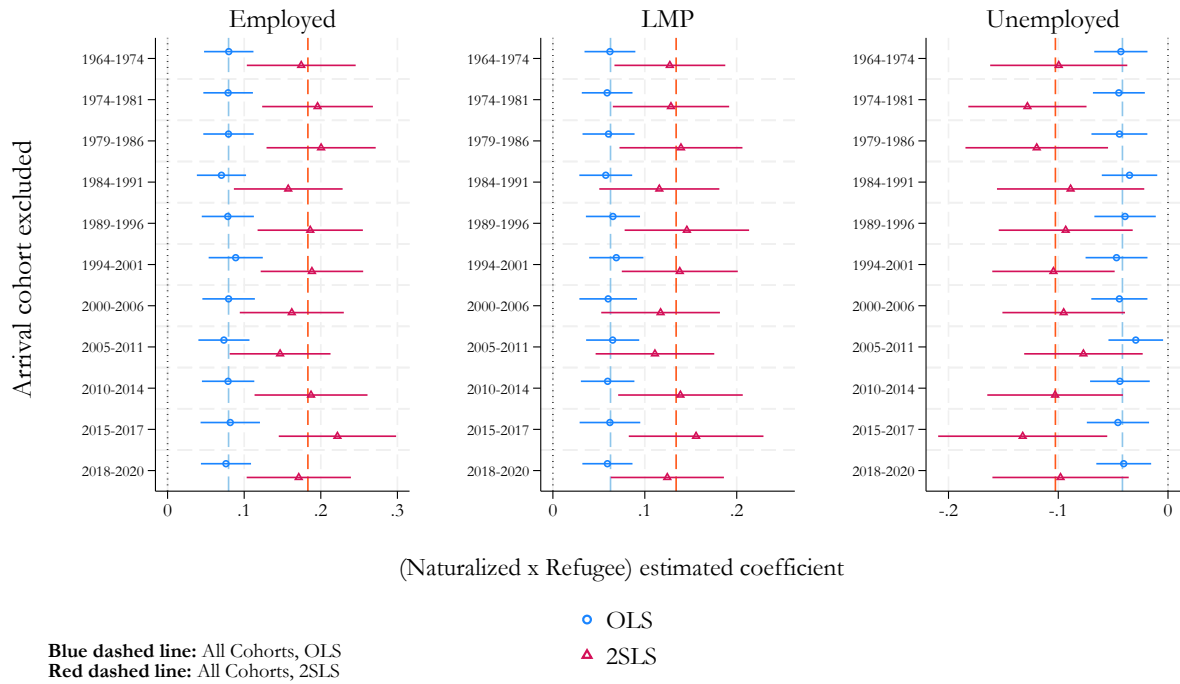 Employed
LMP
Unemployed
Arrival cohort excluded
1964-1974
1974-1981
1979-1986
1984-1991
1989-1996
1994-2001
2000-2006
2005-2011
2010-2014
2015-2017
2018-2020
0 .1 .2 .3
1964-1974
1974-1981
1979-1986
1984-1991
1989-1996
1994-2001
2000-2006
2005-2011
2010-2014
2015-2017
2018-2020
0 .1 .2
1964-1974
1974-1981
1979-1986
1984-1991
1989-1996
1994-2001
2000-2006
2005-2011
2010-2014
2015-2017
2018-2020
-.2 -.1 0
(Naturalized x Refugee) estimated coefficient
OLS
2SLS
Blue dashed line: All Cohorts, OLS
Red dashed line: All Cohorts, 2SLS